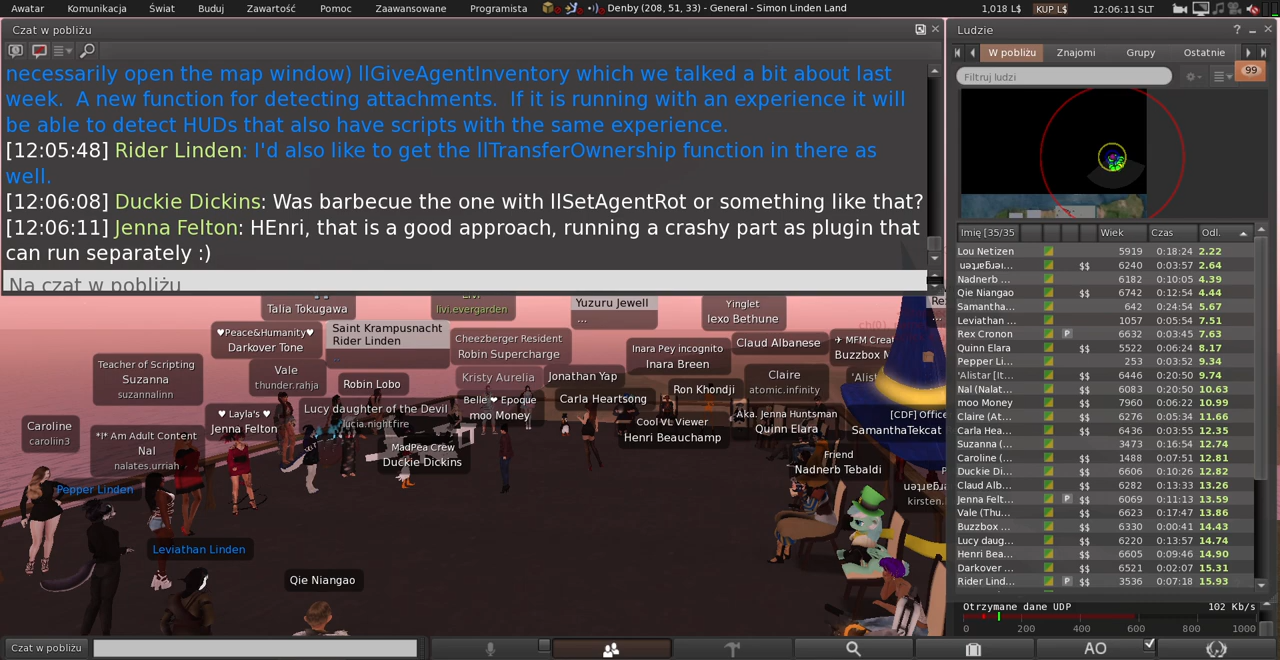 Awatar Komunikacja Świat Buduj Zawartość Pomoc Zaawansowane Programista Denby (208, 51, 33) - General - Simon Linden Land 1,018 L$ KUP L$ 12:06:11 SLT
Czat w pobliżu
necessarily open the map window) llGiveAgentInventory which we talked a bit about last
week. A new function for detecting attachments. If it is running with an experience it will
be able to detect HUDs that also have scripts with the same experience.
[12:05:48] Rider Linden: I'd also like to get the llTransferOwnership function in there as
well.
[12:06:08] Duckie Dickins: Was barbecue the one with llSetAgentRot or something like that?
[12:06:11] Jenna Felton: HEnri, that is a good approach, running a crashy part as plugin that
can run separately :)
Na czat w pobliżu
Talia Tokugawa
livi.evergarden
Yuzuru Jewell
...
Yinglet
Iexo Bethune
♥Peace&Humanity♥
Darkover Tone
Saint Krampusnacht
Rider Linden
Cheezberger Resident
Robin Supercharge
Inara Pey incognito
Inara Breen
Claud Albanese
✈ MFM Crea
Buzzbox M
Teacher of Scripting
Suzanna
suzannalinn
Vale
thunder.rahja
Robin Lobo
Kristy Aurelia
Jonathan Yap
Claire
atomic.infinity
'Alist
Ron Khondji
Belle ♥ Epoque
moo Money
Carla Heartsong
Lucy daughter of the Devil
lucia.nightfire
♥ Layla's ♥
Jenna Felton
Caroline
caroliin3
*I* Am Adult Content
Nal
nalates.urriah
MadPea Crew
Duckie Dickins
Cool VL Viewer
Henri Beauchamp
Aka. Jenna Huntsman
Quinn Elara
[CDF] Office
SamanthaTekcat
Friend
Nadnerb Tebaldi
kirsten.
Pepper Linden
Leviathan Linden
Qie Niangao
Czat w pobliżu
AO
Ludzie
W pobliżu Znajomi Grupy Ostatnie
99
Filtruj ludzi
Imię [35/35 Wiek Czas Odl.
Lou Netizen 5919 0:18:24 2.22
$$ 6240 0:03:57 2.64
Nadnerb ... 6182 0:10:05 4.39
Qie Niangao $$ 6742 0:12:54 4.44
Samantha... 642 0:24:54 5.67
Leviathan ... 1057 0:05:54 7.51
Rex Cronon P 6632 0:03:45 7.63
Quinn Elara $$ 5522 0:06:24 8.17
Pepper Li... 253 0:03:52 9.34
'Alistar [It... $$ 6446 0:20:50 9.74
Nal (Nalat... $$ 6083 0:20:50 10.63
moo Money $$ 7960 0:06:22 10.99
Claire (At... $$ 6276 0:05:34 11.66
Carla Hea... $$ 6436 0:03:55 12.35
Suzanna (... 3473 0:16:54 12.74
Caroline (... $$ 1488 0:07:51 12.81
Duckie Di... $$ 6606 0:10:26 12.82
Claud Alb... $$ 6282 0:13:33 13.26
Jenna Felt... P $$ 6069 0:11:13 13.59
Vale (Thu... $$ 6623 0:17:47 13.86
Buzzbox ... $$ 6330 0:00:41 14.43
Lucy daug... $$ 6220 0:13:57 14.74
Henri Bea... $$ 6605 0:09:46 14.90
Darkover ... $$ 6521 0:02:07 15.31
Rider Lind... P $$ 3536 0:07:18 15.93
Otrzymane dane UDP 102 Kb/s
0 200 400 600 800 1000